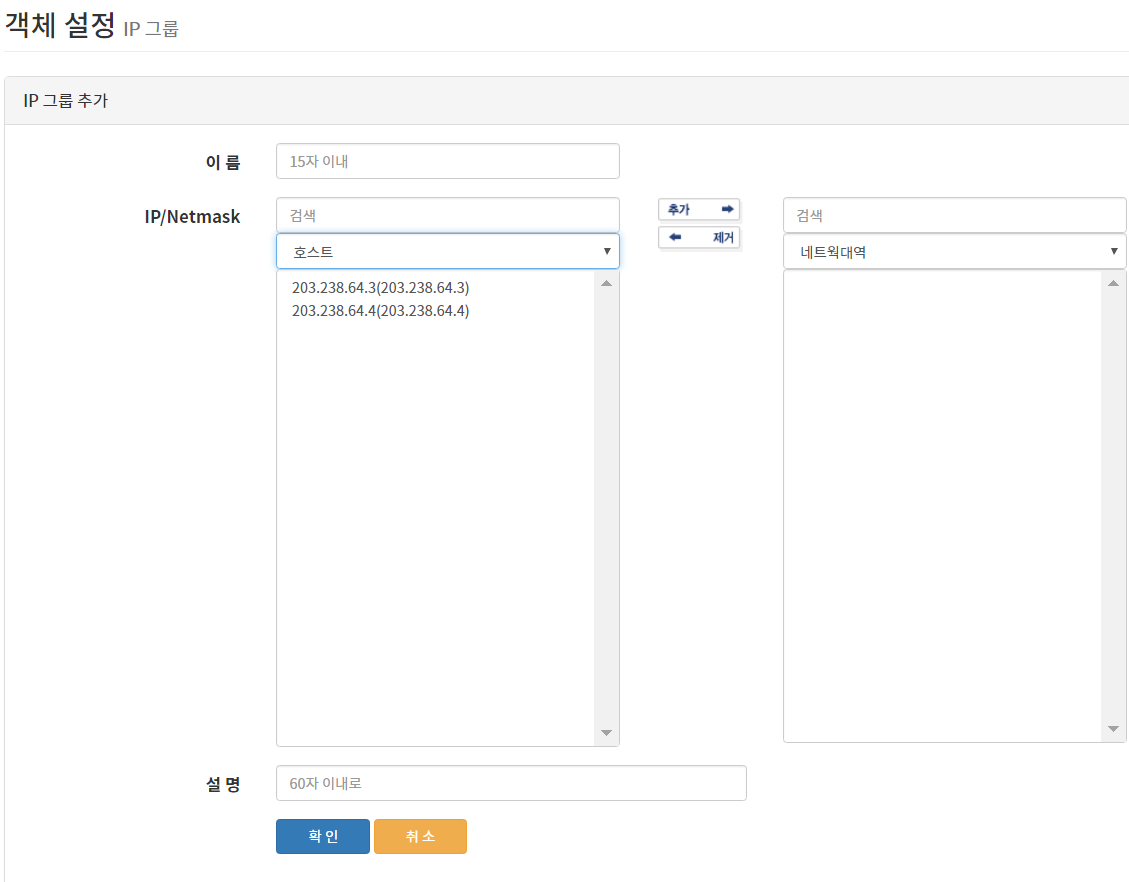 객체 설정 IP 그룹
IP 그룹 추가
이 름 15자 이내
IP/Netmask 검색 추가 검색
호스트 제거 네트웍대역
203.238.64.3(203.238.64.3)
203.238.64.4(203.238.64.4)
설 명 60자 이내로
확 인 취 소